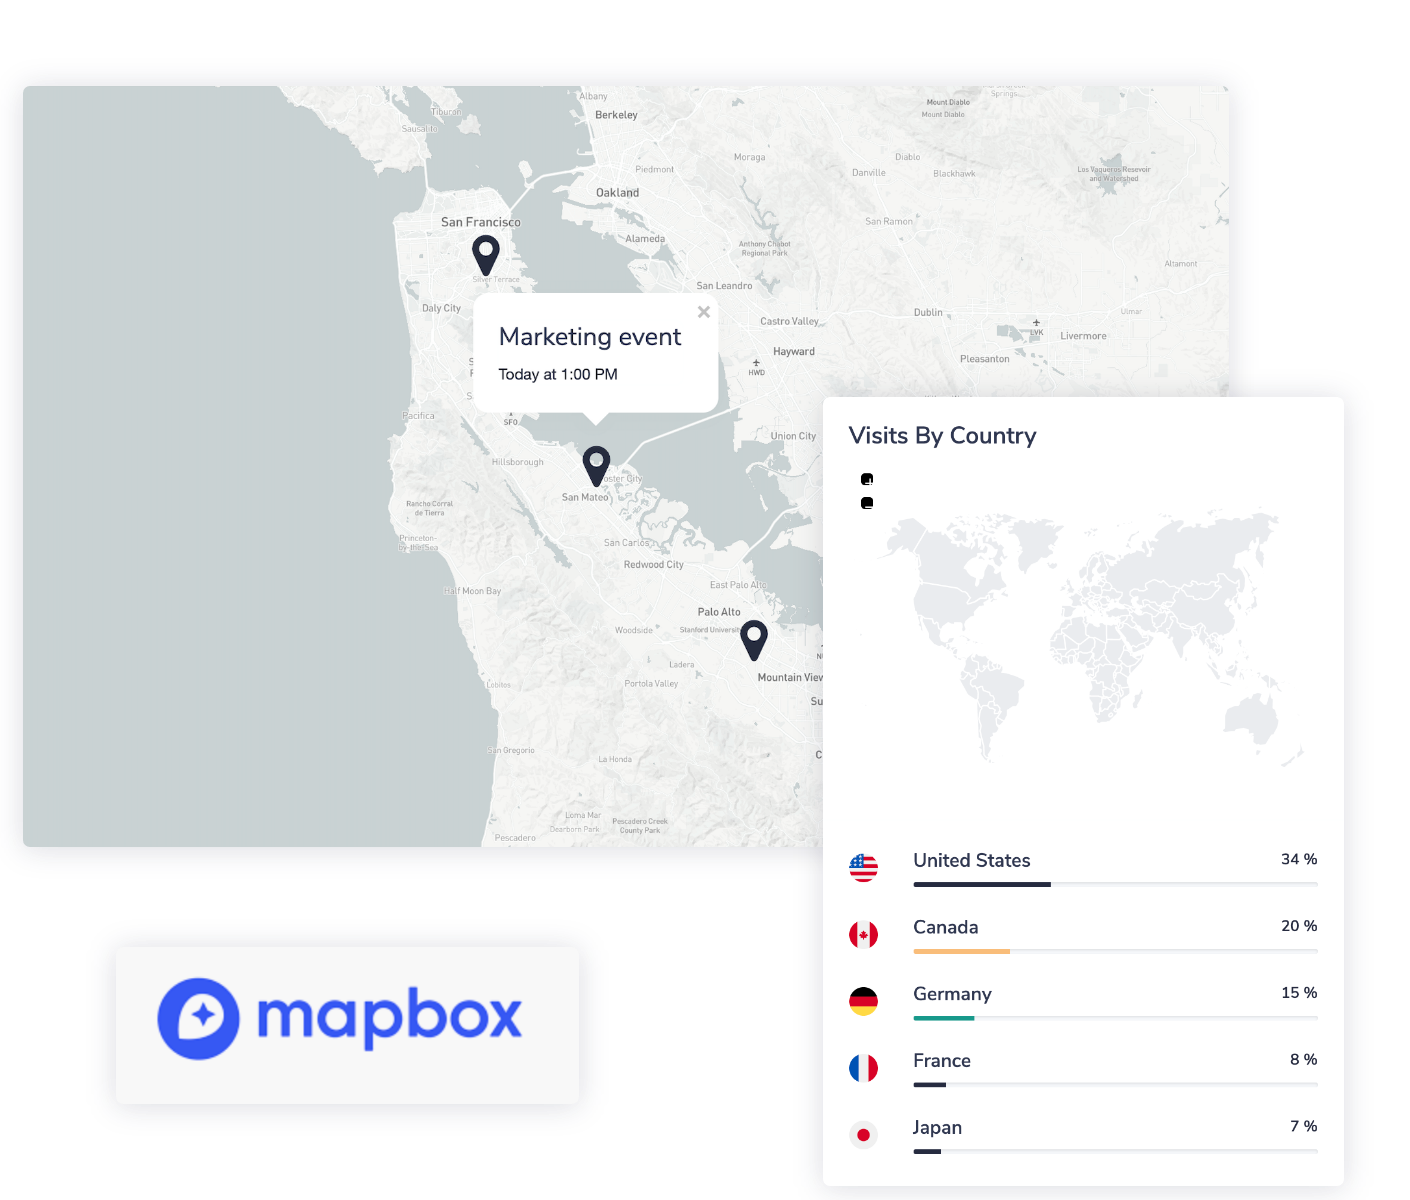 Albany
Berkeley
Tiburon
Sausalito
Mount Diablo
Mount Diablo
Springs
Moraga
Diablo
Piedmont
Danville
Blackhawk
Los Vaqueros Resevoir
and Watershed
Oakland
San Francisco
San Ramon
Alameda
Anthony Chabot
Regional Park
Altamont
Silver Terrace
San Leandro
Daly City
Castro Valley
Dublin
Ulmar
LVK
Livermore
Marketing event
Today at 1:00 PM
Hayward
Pleasanton
HWD
Pacifica
SFO
Union City
Hillsborough
Foster City
San Mateo
Rancho Corral
de Tierra
Princeton-
by-the-Sea
San Carlos
Redwood City
East Palo Alto
Half Moon Bay
Palo Alto
Woodside
Stanford University
Ladera
Mountain View
Lobitos
Portola Valley
Su
San Gregorio
La Honda
C
Loma Mar
Dearborn Park
Pescadero Creek
County Park
Pescadero
Visits By Country
United States 34 %
Canada 20 %
Germany 15 %
France 8 %
Japan 7 %
mapbox